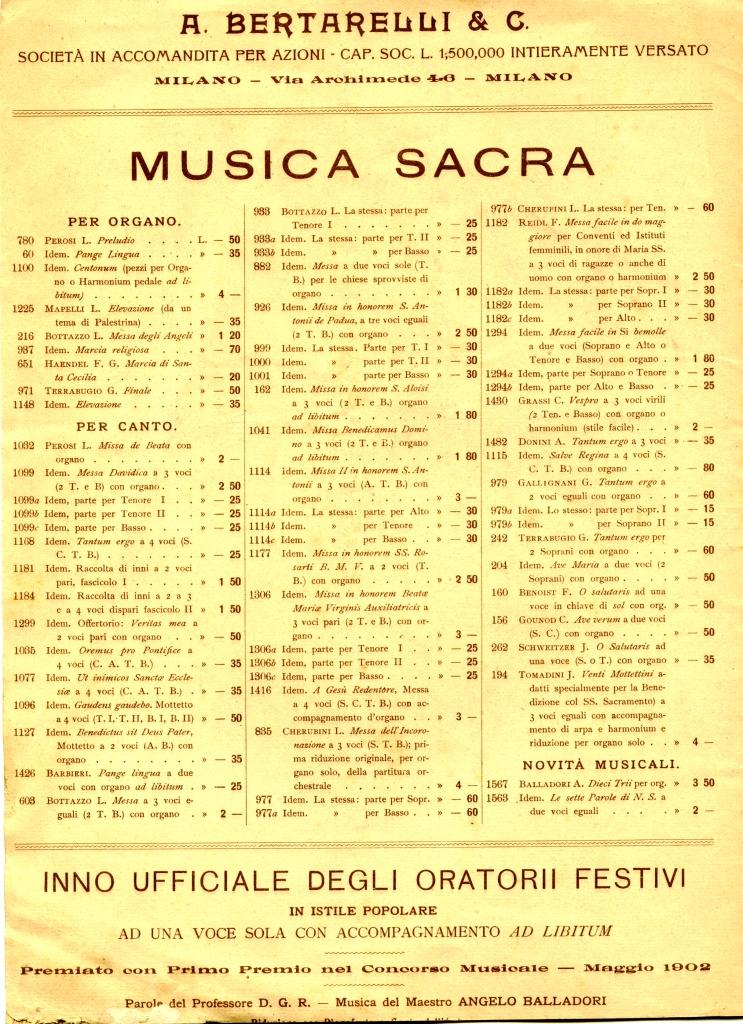 A. BERTARELLI & C.
SOCIETÀ IN ACCOMANDITA PER AZIONI - CAP. SOC. L. 1,500,000 INTIERAMENTE VERSATO
MILANO – Via Archimede 46 – MILANO
MUSICA SACRA
PER ORGANO.
780 PEROSI L. Preludio . . . . L. — 50
60 Idem. Pange Lingua . . . . » — 35
1100 Idem. Centonum (pezzi per Orga-
no o Harmonium pedale ad li-
bitum) . . . . . . . . » 4 —
1225 MAPELLI L. Elevazione (da un
tema di Palestrina) . . . . » — 35
216 BOTTAZZO L. Messa degli Angeli » 1 20
937 Idem. Marcia religiosa . . . . » — 70
651 HAENDEL F. G. Marcia di San-
ta Cecilia . . . . . . . » — 20
971 TERRABUGIO G. Finale . . . » — 50
1148 Idem. Elevazione . . . . . » — 35
PER CANTO.
1032 PEROSI L. Missa de Beata con
organo . . . . . . . . » 2 —
1099 Idem. Messa Davidica a 3 voci
(2 T. e B) con organo . . . » 2 50
1099a Idem, parte per Tenore I . . » — 25
1099b Idem, parte per Tenore II . . » — 25
1099c Idem, parte per Basso . . . . » — 25
1168 Idem. Tantum ergo a 4 voci (S.
C. T. B.) . . . . . . . » — 25
1181 Idem. Raccolta di inni a 2 voci
pari, fascicolo I . . . . . » 1 50
1184 Idem. Raccolta di inni a 2 a 3
e a 4 voci dispari fascicolo II » 1 50
1299 Idem. Offertorio: Veritas mea a
2 voci pari con organo . . . » — 50
1035 Idem. Oremus pro Pontifice a
4 voci (C. A. T. B.) . . . . » — 35
1077 Idem. Ut inimicos Sanctæ Eccle-
siæ a 4 voci (C. A. T. B.) . » — 35
1096 Idem. Gaudens gaudebo. Mottetto
a 4 voci (T. I, T. II, B. I, B. II) » — 50
1127 Idem. Benedictus sit Deus Pater,
Mottetto a 2 voci (A. B.) con
organo . . . . . . . . » — 35
1426 BARBIERI. Pange lingua a due
voci con organo ad libitum . » — 25
603 BOTTAZZO L. Messa a 3 voci e-
guali (2 T. B.) con organo . » 2 —
933 BOTTAZZO L. La stessa: parte per
Tenore I . . . . . . . » — 25
933a Idem. La stessa: parte per T. II » — 25
933b Idem. » » per Basso » — 25
882 Idem. Messa a due voci sole (T.
B.) per le chiese sprovviste di
organo . . . . . . . . » 1 30
926 Idem. Missa in honorem S. An-
tonii de Padua, a tre voci eguali
(2 T. B.) con organo . . . . » 2 50
999 Idem. La stessa. Parte per T. I » — 30
1000 Idem. » parte per T. II » — 30
1001 Idem. » parte per Basso » — 30
162 Idem. Missa in honorem S. Aloisi
a 3 voci (2 T. B.) organo
ad libitum . . . . . . . » 1 80
1041 Idem. Missa Benedicamus Domi-
no a 3 voci (2 T. e B.) organo
ad libitum . . . . . . . » 1 80
1114 Idem. Missa II in honorem S. An-
tonii a 3 voci (A. T. B.) con
organo . . . . . . . . » 3 —
1114a Idem. La stessa: parte per Alto » — 30
1114b Idem. » per Tenore . » — 30
1114c Idem. » per Basso . . » — 30
1177 Idem. Missa in honorem SS. Ro-
sarii B. M. V. a 2 voci (T.
B.) con organo . . . . . » 2 50
1306 Idem. Missa in honorem Beatæ
Mariæ Virginis Auxiliatricis a
3 voci pari (2 T. e B.) con or-
gano . . . . . . . . . » 3 —
1306a Idem, parte per Tenore I . . » — 25
1306b Idem, parte per Tenore II . . » — 25
1306c Idem, parte per Basso . . . . » — 25
1416 Idem. A Gesù Redentore, Messa
a 4 voci (S. C. T. B.) con ac-
compagnamento d'organo . . » 3 —
835 CHERUBINI L. Messa dell'Incoro-
nazione a 3 voci (S. T. B.); pri-
ma riduzione originale, per or-
gano solo, della partitura or-
chestrale . . . . . . . » 4 —
977 Idem. La stessa: parte per Sopr. » — 60
977a Idem. » per Basso . . » — 60
977b CHERUPINI L. La stessa: per Ten. » — 60
1182 REIDL F. Messa facile in do mag-
giore per Conventi ed Istituti
femminili, in onore di Maria SS.
a 3 voci di ragazze o anche di
uomo con organo o harmonium » 2 50
1182a Idem. La stessa: parte per Sopr. I » — 30
1182b Idem. » per Soprano II » — 30
1182c Idem. » per Alto . . . » — 30
1294 Idem. Messa facile in Si bemolle
a due voci (Soprano e Alto o
Tenore e Basso) con organo . » 1 80
1294a Idem, parte per Soprano o Tenore » — 25
1294b Idem, parte per Alto e Basso . » — 25
1430 GRASSI C. Vespro a 3 voci virili
(2 Ten. e Basso) con organo o
harmonium (stile facile) . . . » 2 —
1482 DONINI A. Tantum ergo a 3 voci » — 35
1115 Idem. Salve Regina a 4 voci (S.
C. T. B.) con organo . . . » — 80
979 GALLIGNANI G. Tantum ergo a
2 voci eguali con organo . . » — 60
979a Idem. Lo stesso: parte per Sopr. I » — 15
979b Idem. » per Soprano II » — 15
242 TERRABUGIO G. Tantum ergo per
2 Soprani con organo . . . » — 60
204 Idem. Ave Maria a due voci (2
Soprani) con organo . . . . » — 50
160 BENOIST F. O salutaris ad una
voce in chiave di sol con org. » — 50
156 GOUNOD C. Ave verum a due voci
(S. C.) con organo . . . . » — 50
262 SCHWEITZER J. O Salutaris ad
una voce (S. o T.) con organo » — 35
194 TOMADINI J. Venti Mottettini a-
datti specialmente per la Bene-
dizione col SS. Sacramento) a
3 voci eguali con accompagna-
mento di arpa e harmonium e
riduzione per organo solo . . » 4 —
NOVITÀ MUSICALI.
1567 BALLADORI A. Dieci Trii per org. » 3 50
1563 Idem. Le sette Parole di N. S. a
due voci eguali . . . . . » 2 —
INNO UFFICIALE DEGLI ORATORII FESTIVI
IN ISTILE POPOLARE
AD UNA VOCE SOLA CON ACCOMPAGNAMENTO AD LIBITUM
Premiato con Primo Premio nel Concorso Musicale — Maggio 1902
Parole del Professore D. G. R. — Musica del Maestro ANGELO BALLADORI